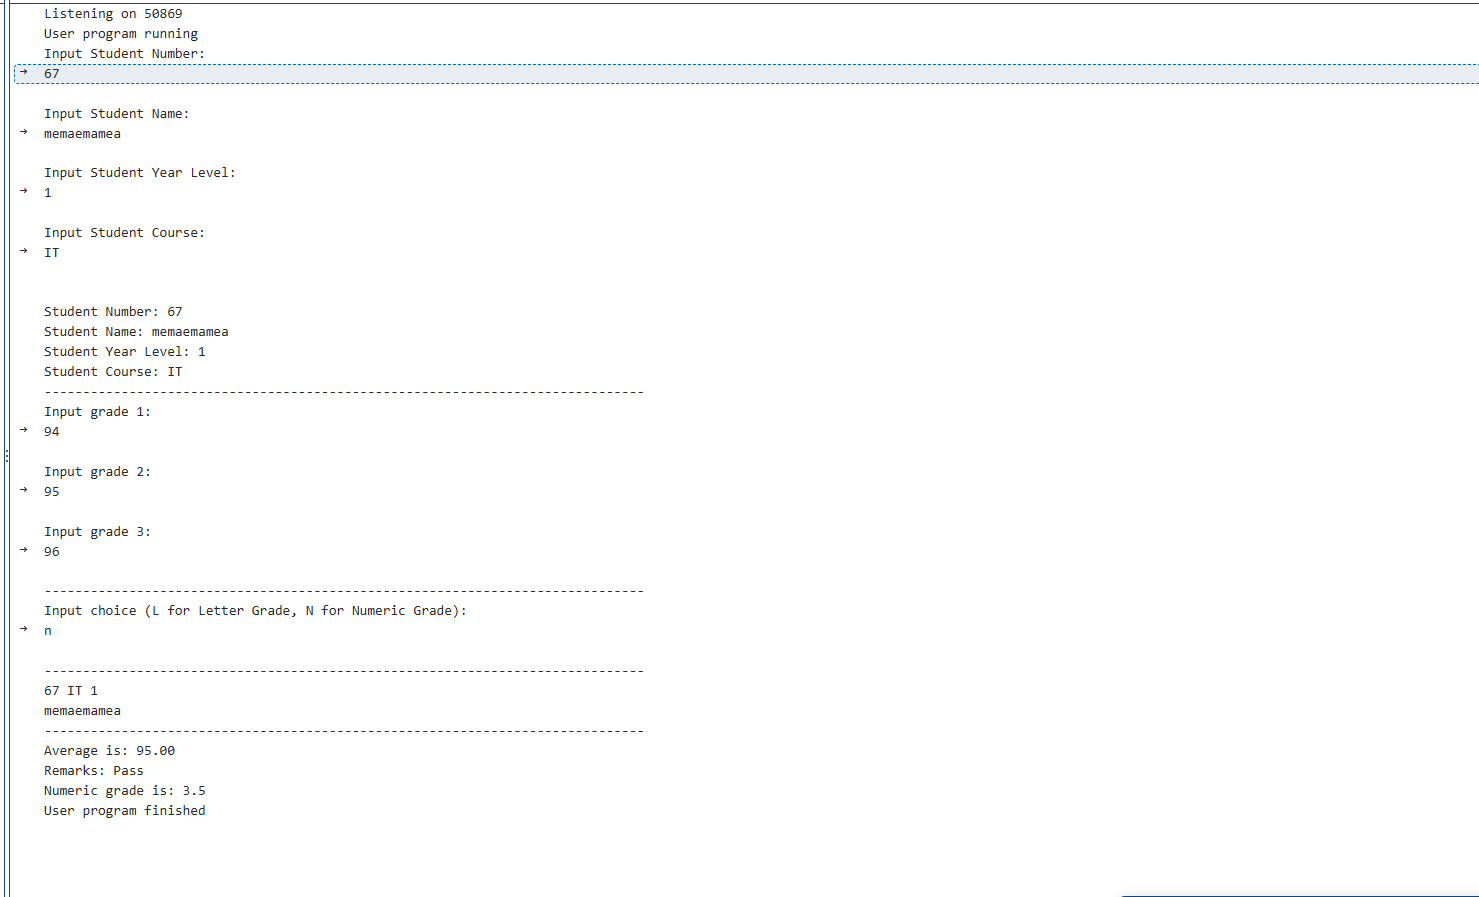 Listening on 50869
User program running
Input Student Number:
→ 67
Input Student Name:
→ memaemamea
Input Student Year Level:
→ 1
Input Student Course:
→ IT
Student Number: 67
Student Name: memaemamea
Student Year Level: 1
Student Course: IT
------------------------------------------------------------------------------
Input grade 1:
→ 94
Input grade 2:
→ 95
Input grade 3:
→ 96
------------------------------------------------------------------------------
Input choice (L for Letter Grade, N for Numeric Grade):
→ n
------------------------------------------------------------------------------
67 IT 1
memaemamea
------------------------------------------------------------------------------
Average is: 95.00
Remarks: Pass
Numeric grade is: 3.5
User program finished